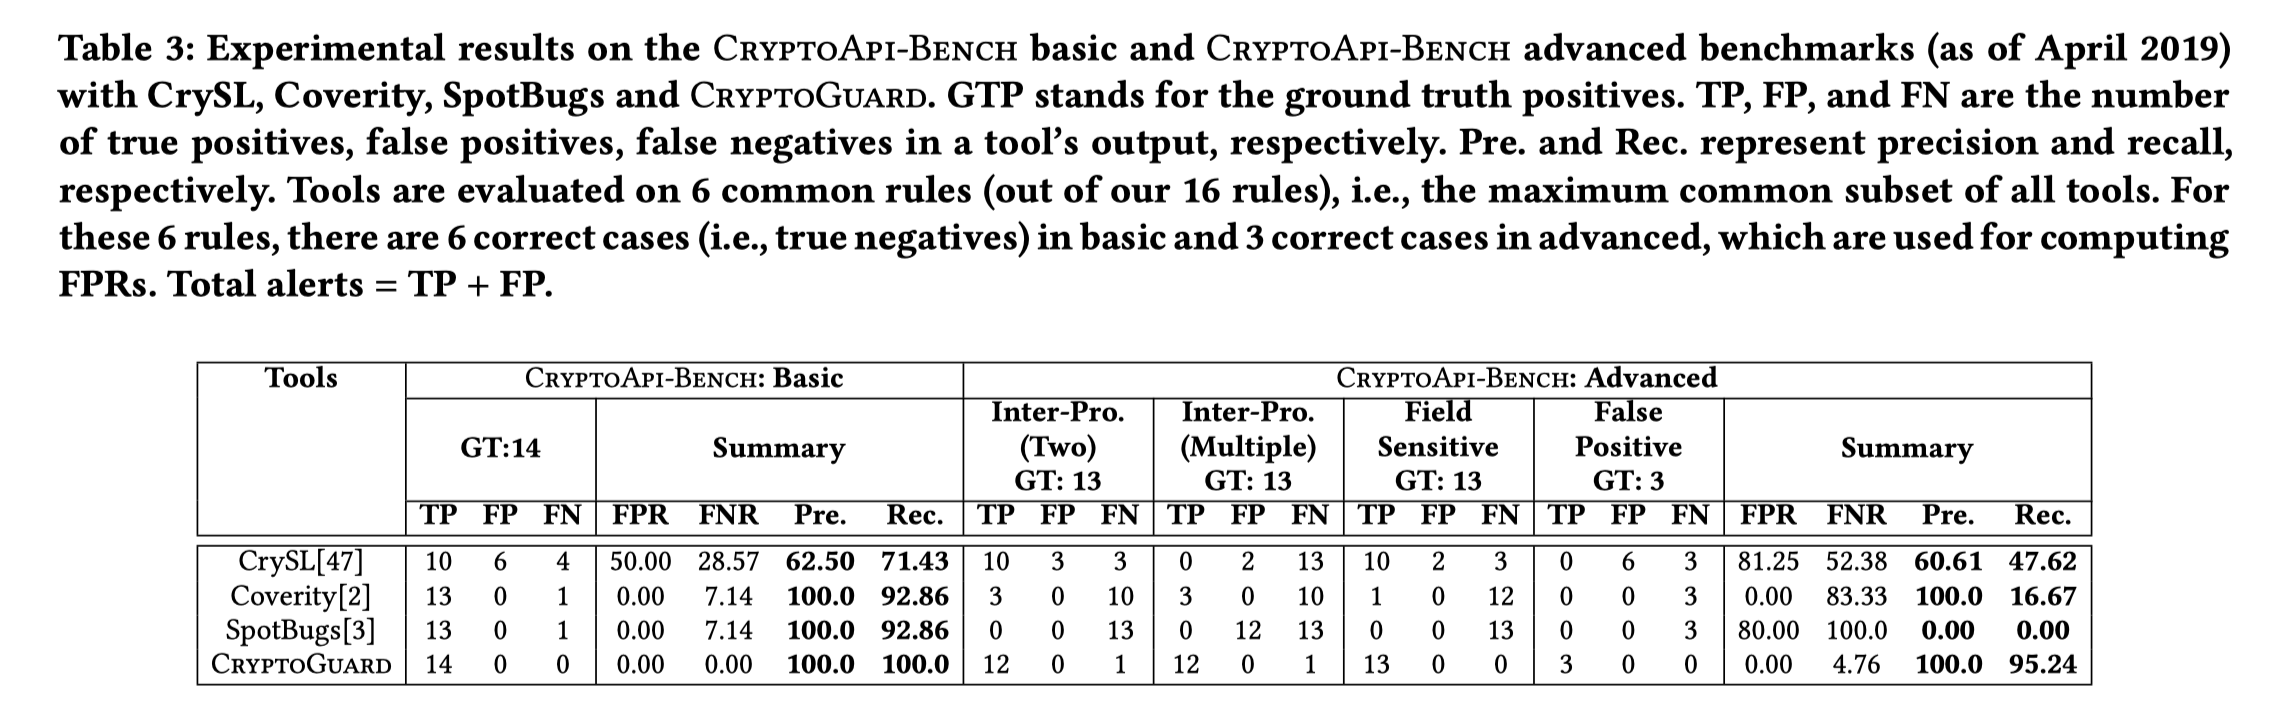 Table 3: Experimental results on the CRYPTOAPI-BENCH basic and CRYPTOAPI-BENCH advanced benchmarks (as of April 2019)
with CrySL, Coverity, SpotBugs and CRYPTOGUARD. GTP stands for the ground truth positives. TP, FP, and FN are the number
of true positives, false positives, false negatives in a tool's output, respectively. Pre. and Rec. represent precision and recall,
respectively. Tools are evaluated on 6 common rules (out of our 16 rules), i.e., the maximum common subset of all tools. For
these 6 rules, there are 6 correct cases (i.e., true negatives) in basic and 3 correct cases in advanced, which are used for computing
FPRs. Total alerts = TP + FP.
Tools CRYPTOAPI-BENCH: Basic CRYPTOAPI-BENCH: Advanced
GT:14 Summary
Inter-Pro. (Two) GT: 13
Inter-Pro. (Multiple) GT: 13
Field Sensitive GT: 13
False Positive GT: 3
Summary
TP FP FN FPR FNR Pre. Rec. TP FP FN TP FP FN TP FP FN TP FP FN FPR FNR Pre. Rec.
CrySL[47] 10 6 4 50.00 28.57 62.50 71.43 10 3 3 0 2 13 10 2 3 0 6 3 81.25 52.38 60.61 47.62
Coverity[2] 13 0 1 0.00 7.14 100.0 92.86 3 0 10 3 0 10 1 0 12 0 0 3 0.00 83.33 100.0 16.67
SpotBugs[3] 13 0 1 0.00 7.14 100.0 92.86 0 0 13 0 12 13 0 0 13 0 0 3 80.00 100.0 0.00 0.00
CRYPTOGUARD 14 0 0 0.00 0.00 100.0 100.0 12 0 1 12 0 1 13 0 0 3 0 0 0.00 4.76 100.0 95.24